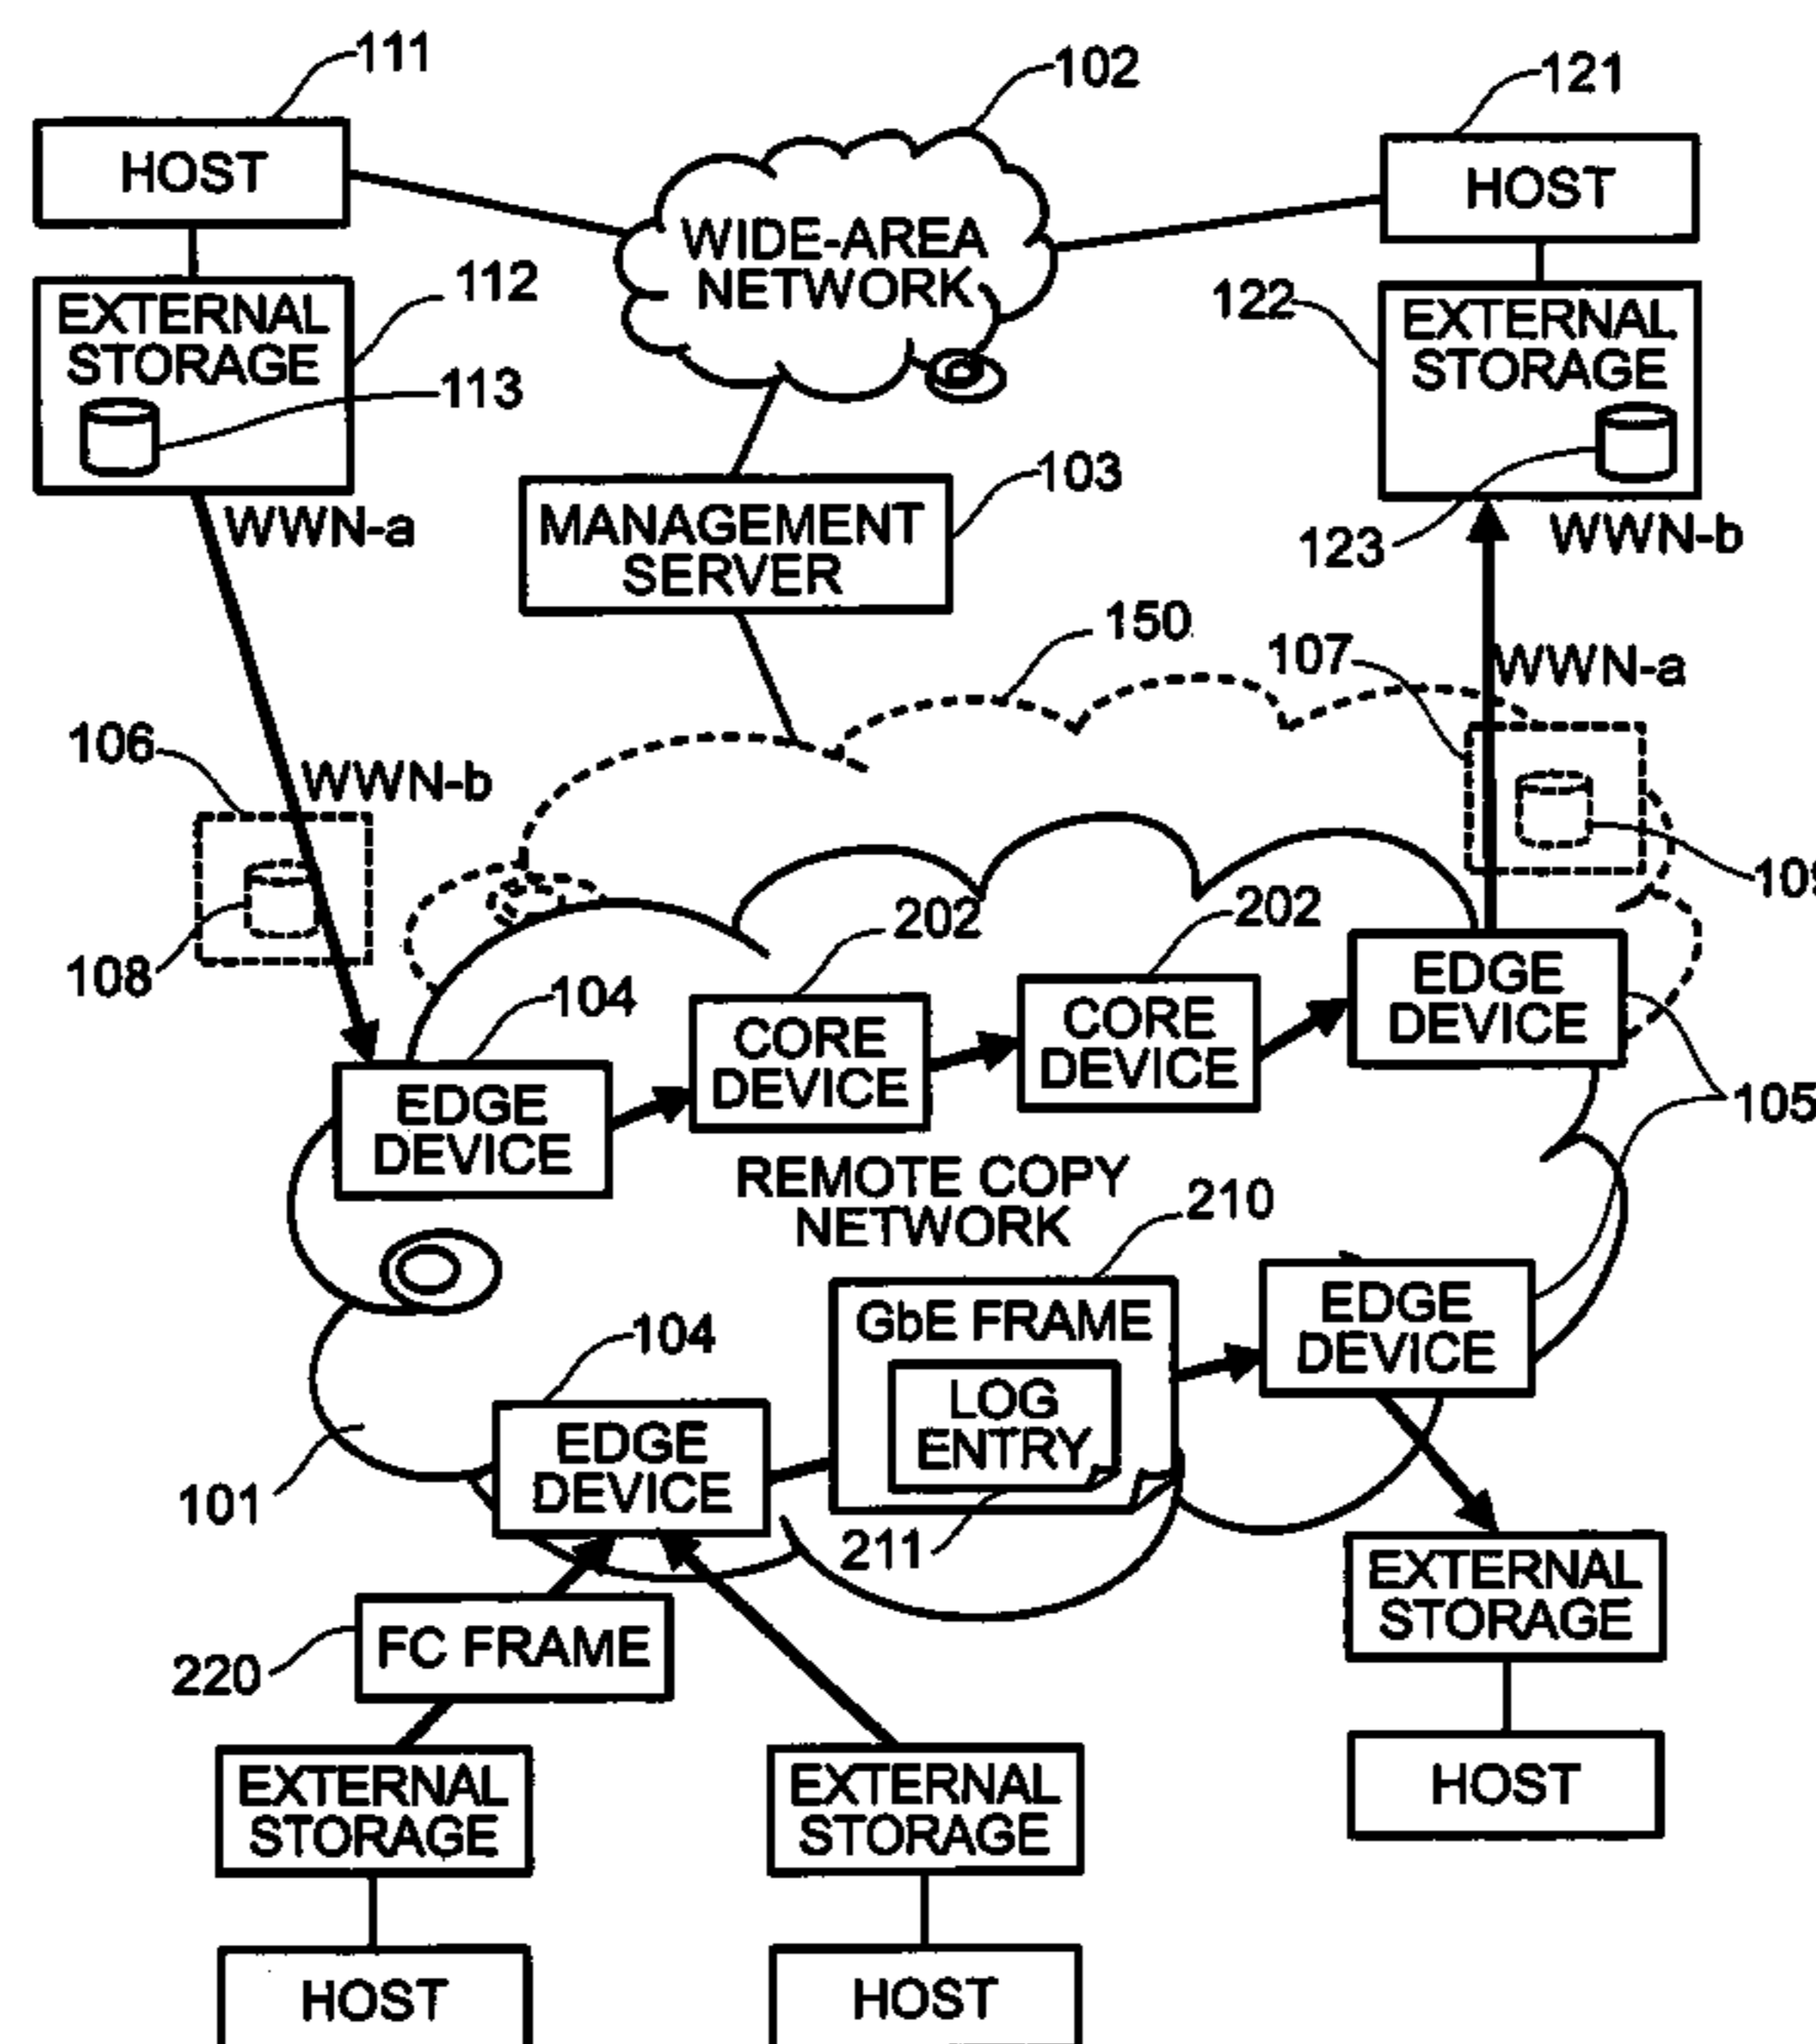 111
102
121
HOST
HOST
WIDE-AREA
NETWORK
112
122
EXTERNAL
STORAGE
EXTERNAL
STORAGE
113
103
WWN-a
MANAGEMENT
SERVER
123
WWN-b
150
107
WWN-a
106
WWN-b
108
202
202
EDGE
DEVICE
104
CORE
DEVICE
CORE
DEVICE
EDGE
DEVICE
105
REMOTE COPY
NETWORK
210
104
GbE FRAME
LOG
ENTRY
EDGE
DEVICE
EDGE
DEVICE
101
211
220
FC FRAME
EXTERNAL
STORAGE
EXTERNAL
STORAGE
EXTERNAL
STORAGE
HOST
HOST
HOST